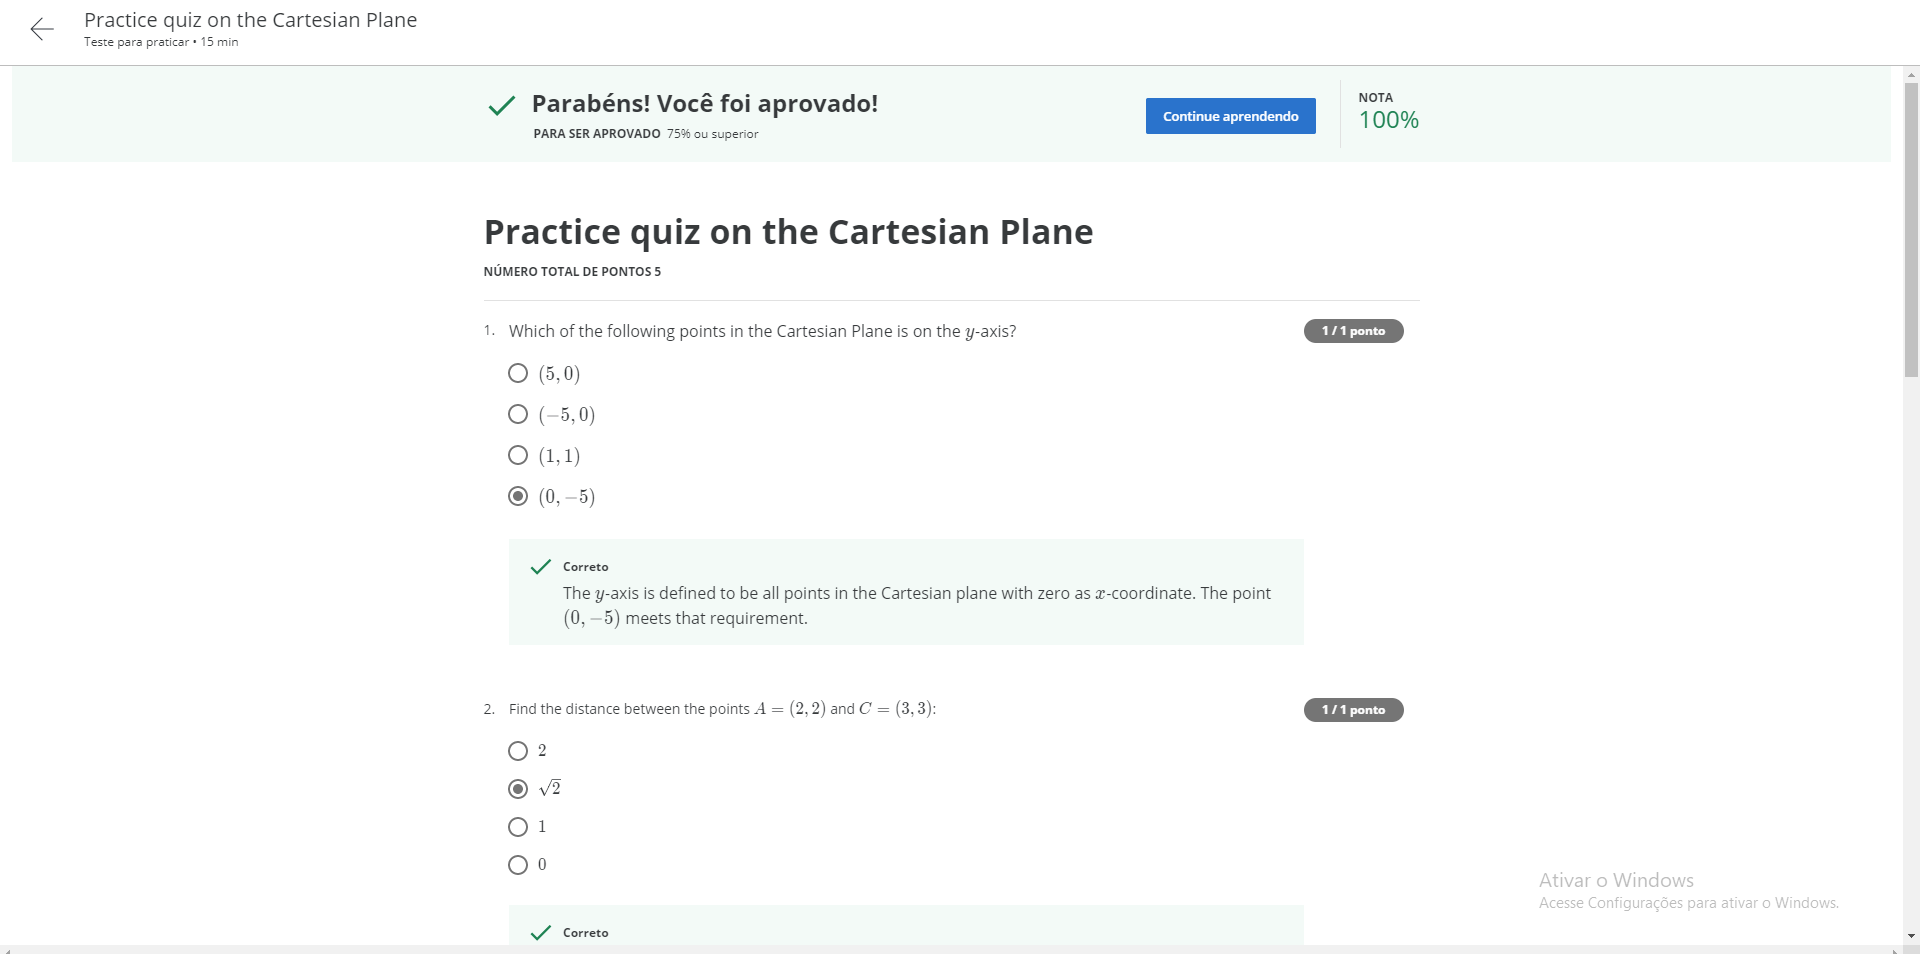 Practice quiz on the Cartesian Plane
Teste para praticar • 15 min
Parabéns! Você foi aprovado!
PARA SER APROVADO 75% ou superior
Continue aprendendo
NOTA
100%
Practice quiz on the Cartesian Plane
NÚMERO TOTAL DE PONTOS 5
1. Which of the following points in the Cartesian Plane is on the y-axis?
1 / 1 ponto
(5, 0)
(−5, 0)
(1, 1)
(0, −5)
Correto
The y-axis is defined to be all points in the Cartesian plane with zero as x-coordinate. The point
(0, −5) meets that requirement.
2. Find the distance between the points A = (2, 2) and C = (3, 3):
1 / 1 ponto
2
√2
1
0
Correto
Ativar o Windows
Acesse Configurações para ativar o Windows.